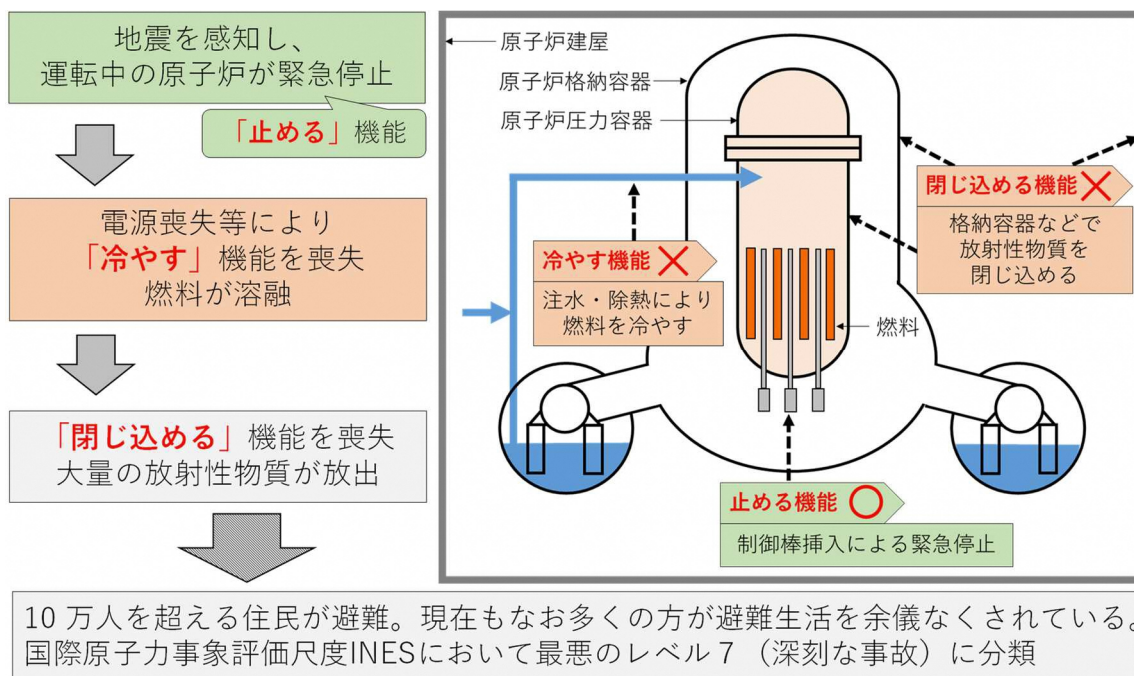 地震を感知し、
運転中の原子炉が緊急停止
「止める」機能
電源喪失等により
「冷やす」機能を喪失
燃料が溶融
「閉じ込める」機能を喪失
大量の放射性物質が放出
原子炉建屋
原子炉格納容器
原子炉圧力容器
閉じ込める機能 ×
格納容器などで
放射性物質を
閉じ込める
冷やす機能 ×
注水・除熱により
燃料を冷やす
燃料
止める機能 ○
制御棒挿入による緊急停止
10 万人を超える住民が避難。現在もなお多くの方が避難生活を余儀なくされている。
国際原子力事象評価尺度INESにおいて最悪のレベル７（深刻な事故）に分類